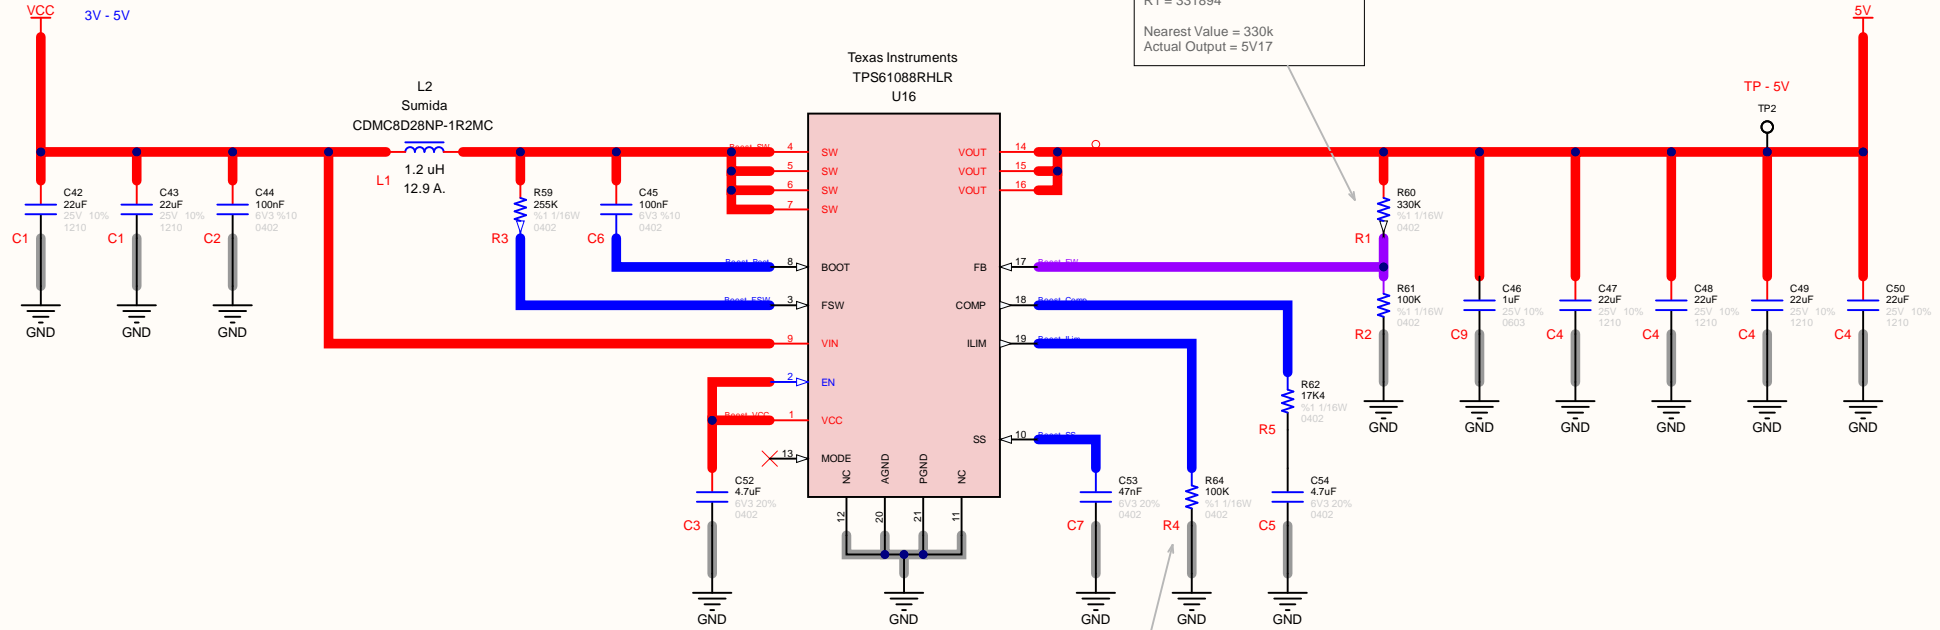 VCC
3V - 5V
R1 = 331894
Nearest Value = 330k
Actual Output = 5V17
5V
Texas Instruments
TPS61088RHLR
U16
L2
Sumida
CDMC8D28NP-1R2MC
1.2 uH
12.9 A.
L1
TP - 5V
TP2
C42
22uF
25V 10%
1210
C1
GND
C43
22uF
25V 10%
1210
C1
GND
C44
100nF
6V3 %10
0402
C2
GND
R59
255K
%1 1/16W
0402
R3
C45
100nF
6V3 %10
0402
C6
Boost_SW
4 SW
5 SW
6 SW
7 SW
Boost_Boot
8 BOOT
Boost_FSW
3 FSW
9 VIN
2 EN
Boost_VCC
1 VCC
13 MODE
VOUT 14
VOUT 15
VOUT 16
FB 17
COMP 18 Boost_Comp
ILIM 19 Boost_ILim
SS 10 Boost_SS
NC
AGND
PGND
NC
12
20
21
11
GND
C52
4.7uF
6V3 20%
0402
C3
GND
C53
47nF
6V3 20%
0402
C7
GND
R64
100K
%1 1/16W
0402
R4
GND
R62
17K4
%1 1/16W
0402
R5
C54
4.7uF
6V3 20%
0402
C5
GND
R60
330K
%1 1/16W
0402
R1
R61
100K
%1 1/16W
0402
R2
GND
C46
1uF
25V 10%
0603
C9
GND
C47
22uF
25V 10%
1210
C4
GND
C48
22uF
25V 10%
1210
C4
GND
C49
22uF
25V 10%
1210
C4
GND
C50
22uF
25V 10%
1210
C4
GND